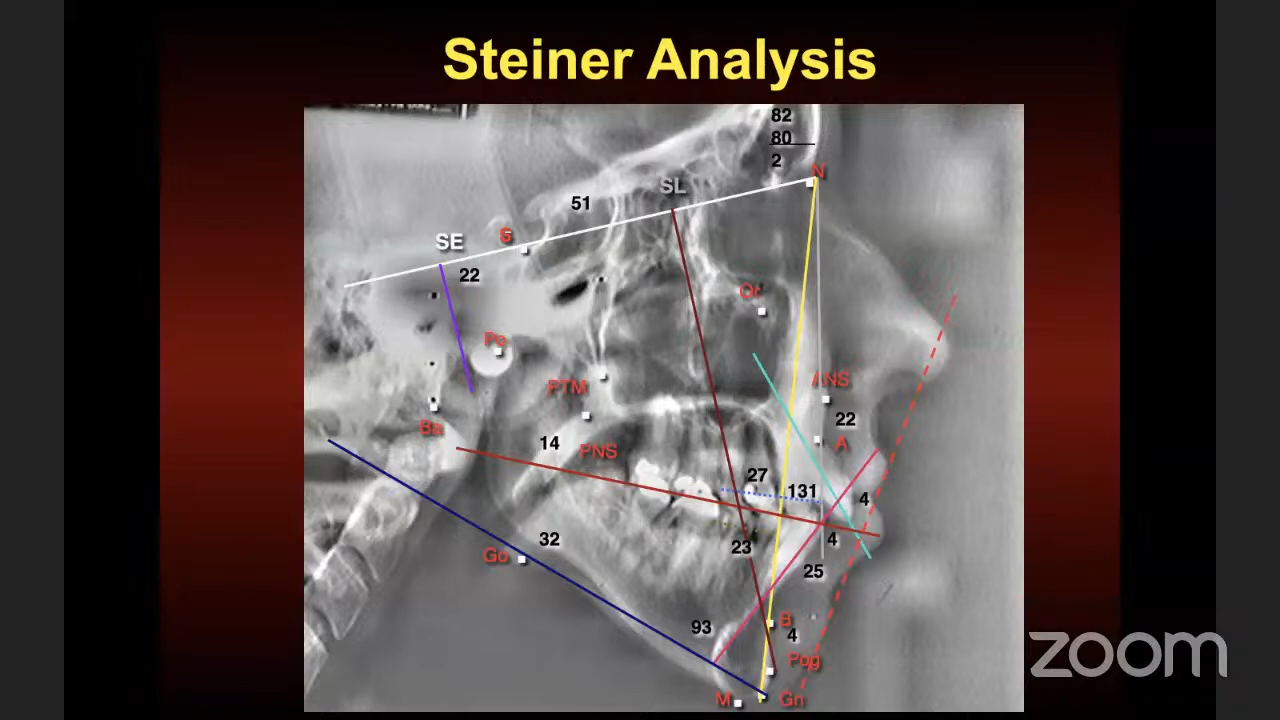 Steiner Analysis
82
80
2
N
SL
51
S
SE
22
Or
Po
PTM
ANS
22
Ba
A
14
PNS
27
131
4
32
23
4
Go
25
93
B
4
Pog
M
Gn
zoom